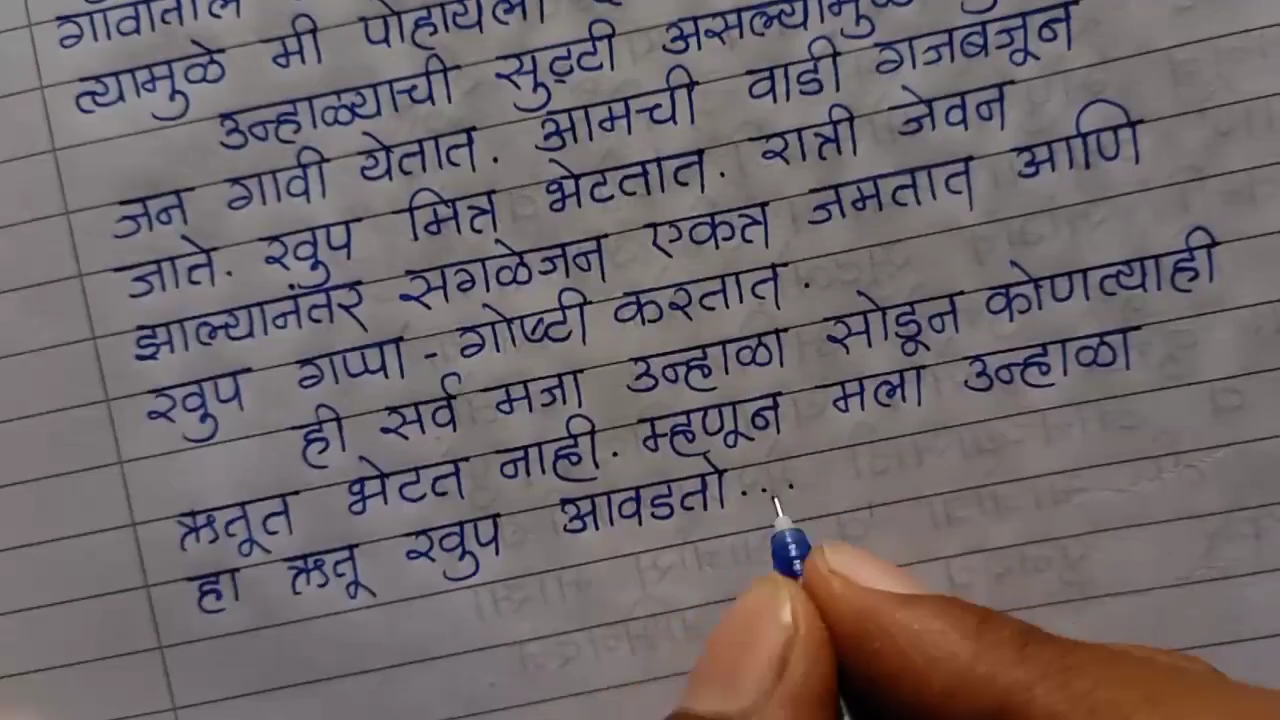 गावातील
त्यामुळे मी पोहायला
उन्हाळ्याची सुट्टी असल्यामुळे
जन गावी येतात. आमची वाडी गजबजून
जाते. खुप मित्र भेटतात. रात्री जेवन
झाल्यानंतर सगळेजन एकत्र जमतात आणि
खुप गप्पा - गोष्टी करतात.
ही सर्व मजा उन्हाळा सोडून कोणत्याही
ऋतूत भेटत नाही. म्हणून मला उन्हाळा
हा ऋतू खुप आवडतो...